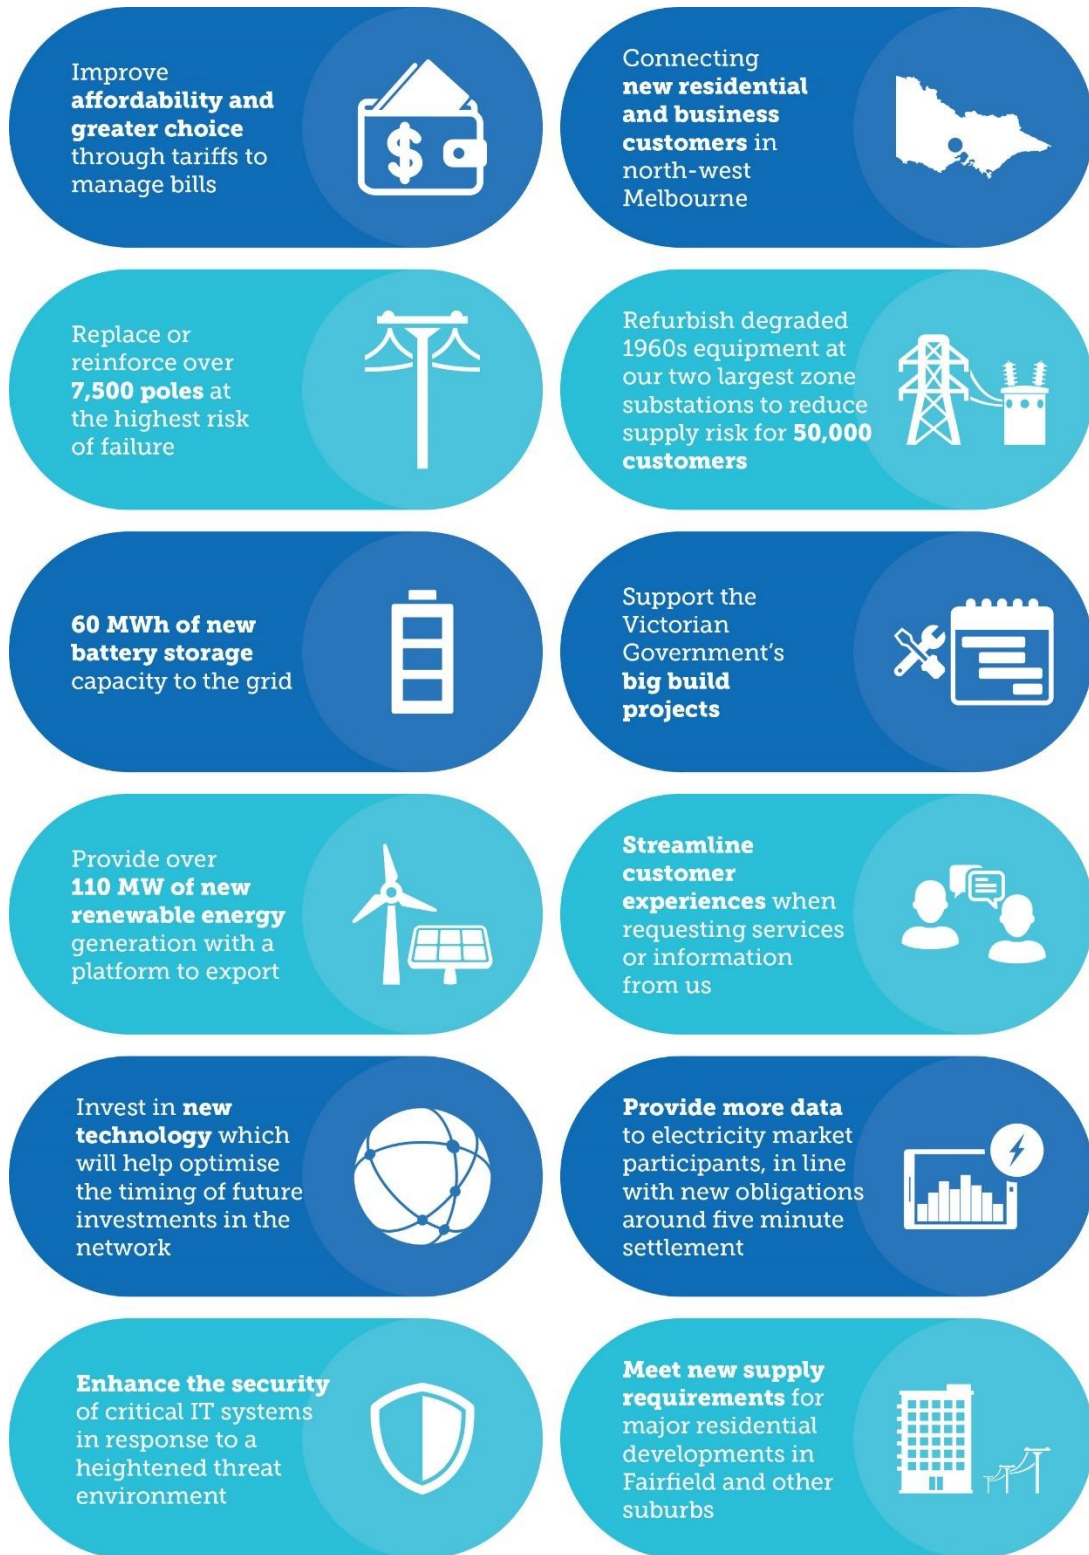 Improve
affordability and
greater choice
through tariffs to
manage bills
$
Connecting
new residential
and business
customers in
north-west
Melbourne
Replace or
reinforce over
7,500 poles at
the highest risk
of failure
Refurbish degraded
1960s equipment at
our two largest zone
substations to reduce
supply risk for 50,000
customers
60 MWh of new
battery storage
capacity to the grid
Support the
Victorian
Government’s
big build
projects
Provide over
110 MW of new
renewable energy
generation with a
platform to export
Streamline
customer
experiences when
requesting services
or information
from us
Invest in new
technology which
will help optimise
the timing of future
investments in the
network
Provide more data
to electricity market
participants, in line
with new obligations
around five minute
settlement
Enhance the security
of critical IT systems
in response to a
heightened threat
environment
Meet new supply
requirements for
major residential
developments in
Fairfield and other
suburbs